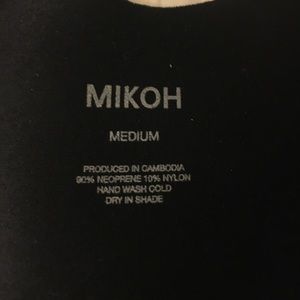 MIKOH
MEDIUM
PRODUCED IN CAMBODIA
90% NEOPRENE 10% NYLON
HAND WASH COLD
DRY IN SHADE